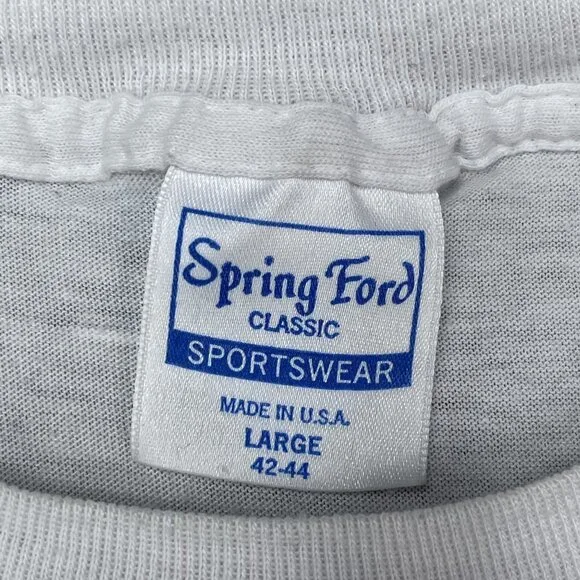 Spring Ford
CLASSIC
SPORTSWEAR
MADE IN U.S.A.
LARGE
42-44